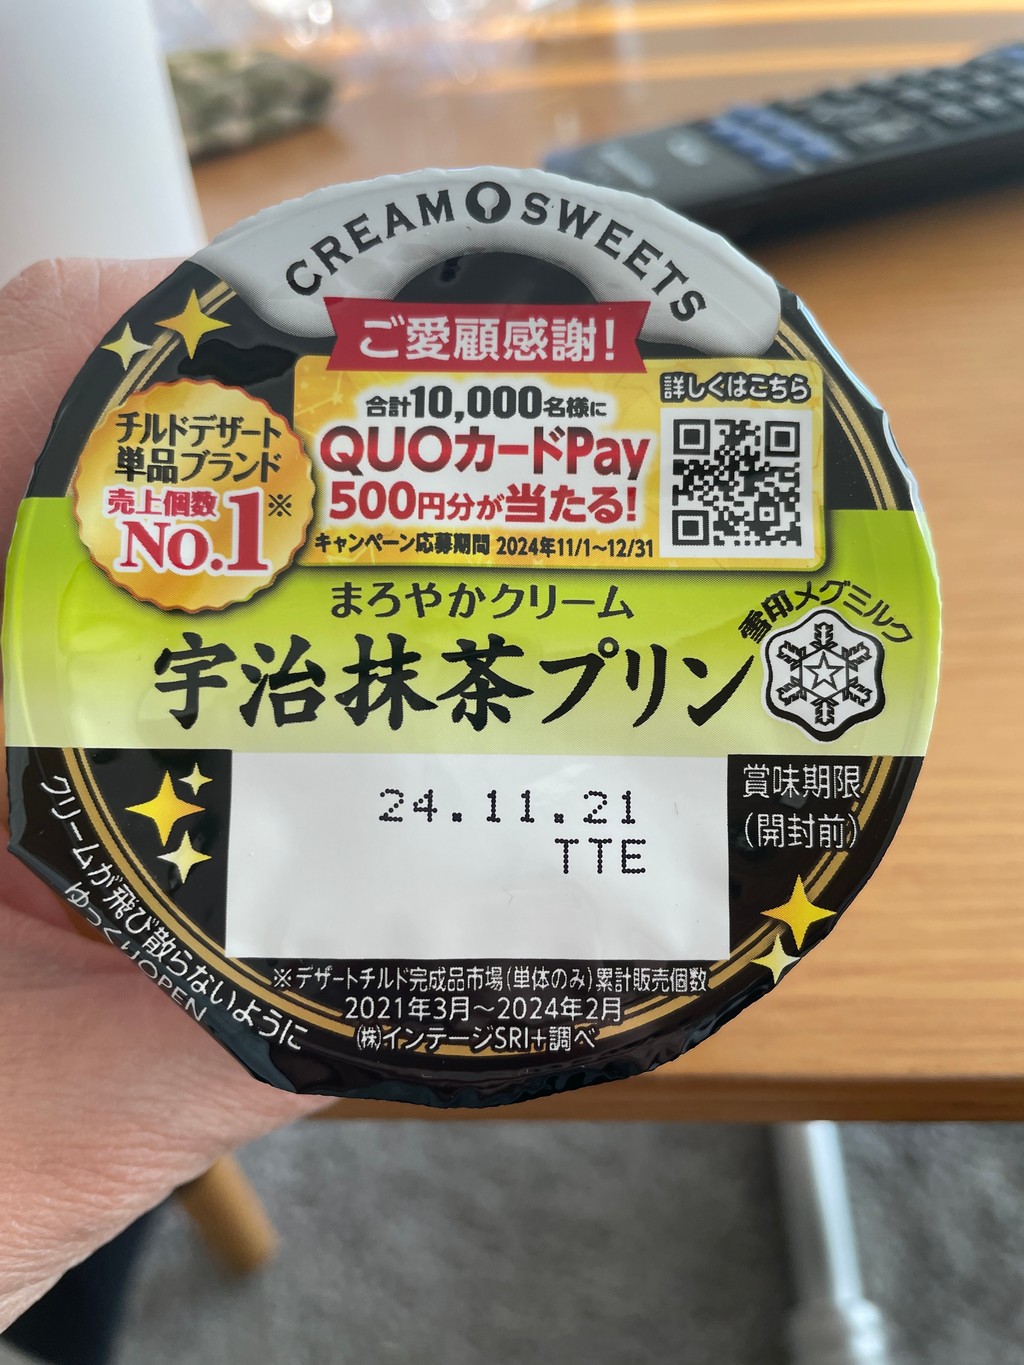 CREAM SWEETS
ご愛顧感謝!
合計10,000名様に
QUOカードPay
500円分が当たる!
キャンペーン応募期間 2024年11/1~12/31
詳しくはこちら
チルドデザート
単品ブランド
売上個数
No.1※
まろやかクリーム
宇治抹茶プリン
雪印メグミルク
24.11.21
TTE
賞味期限
(開封前)
クリームが飛び散らないように
ゆっくりOPEN
※デザートチルド完成品市場(単体のみ)累計販売個数
2021年3月~2024年2月
(株)インテージSRI+調べ